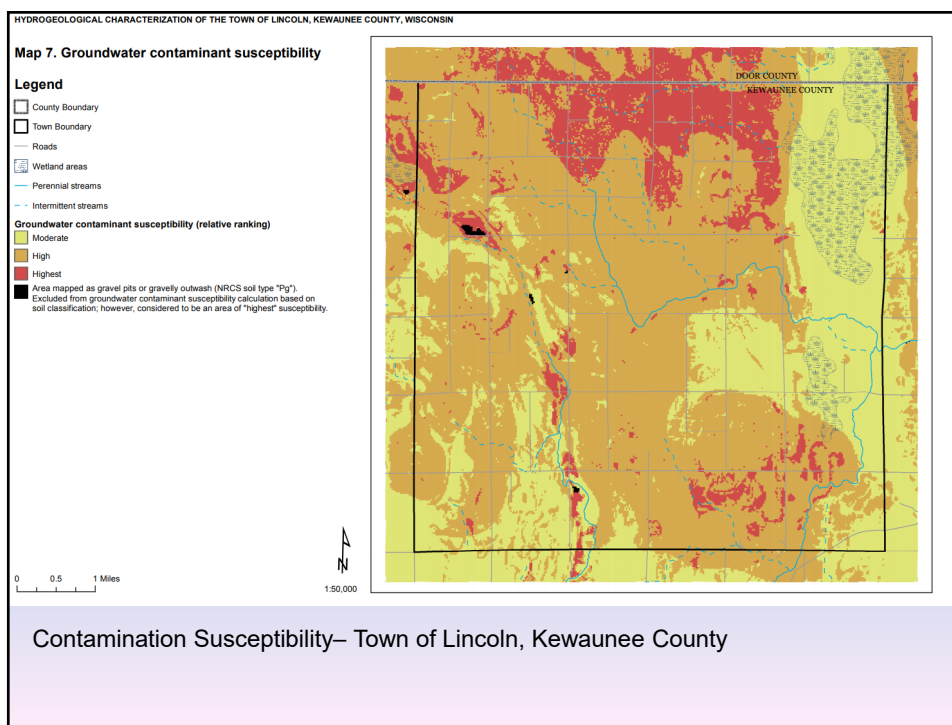 HYDROGEOLOGICAL CHARACTERIZATION OF THE TOWN OF LINCOLN, KEWAUNEE COUNTY, WISCONSIN
Map 7. Groundwater contaminant susceptibility
Legend
County Boundary
Town Boundary
Roads
Wetland areas
Perennial streams
Intermittent streams
Groundwater contaminant susceptibility (relative ranking)
Moderate
High
Highest
Area mapped as gravel pits or gravelly outwash (NRCS soil type "Pg").
Excluded from groundwater contaminant susceptibility calculation based on
soil classification; however, considered to be an area of "highest" susceptibility.
DOOR COUNTY
KEWAUNEE COUNTY
N
0 0.5 1 Miles
1:50,000
Contamination Susceptibility– Town of Lincoln, Kewaunee County